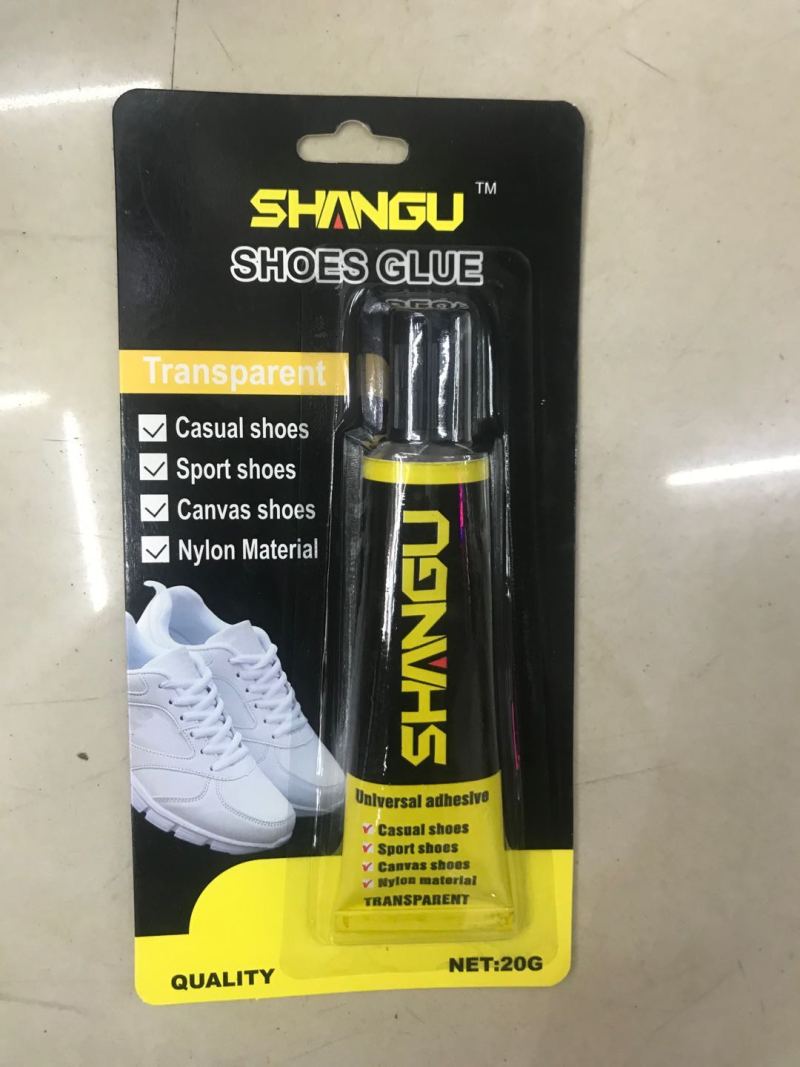 SHANGU TM
SHOES GLUE
Transparent
Casual shoes
Sport shoes
Canvas shoes
Nylon Material
SHANGU
Universal adhesive
Casual shoes
Sport shoes
Canvas shoes
Nylon material
TRANSPARENT
QUALITY
NET:20G